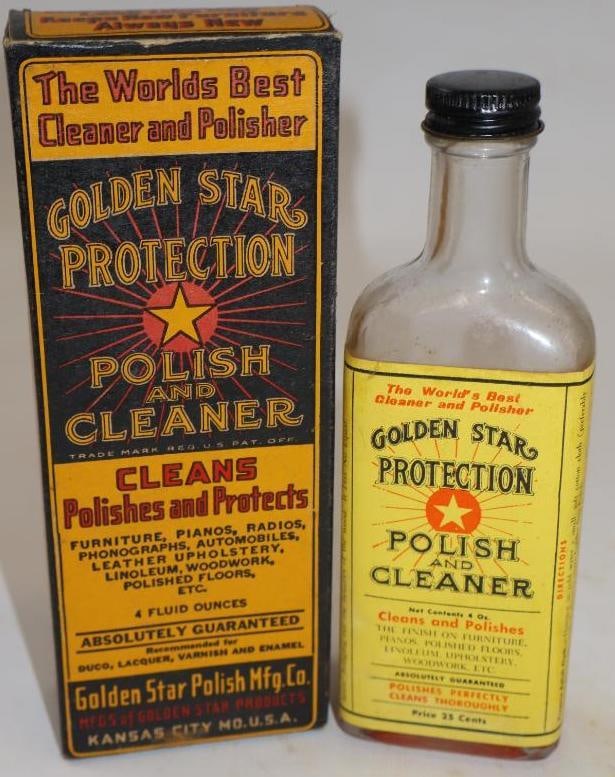 Keeps New Furniture
Always New
The Worlds Best
Cleaner and Polisher
GOLDEN STAR
PROTECTION
POLISH
AND
CLEANER
TRADE MARK REG. U.S. PAT. OFF.
CLEANS
Polishes and Protects
FURNITURE, PIANOS, RADIOS,
PHONOGRAPHS, AUTOMOBILES,
LEATHER UPHOLSTERY,
LINOLEUM, WOODWORK,
POLISHED FLOORS,
ETC.
4 FLUID OUNCES
ABSOLUTELY GUARANTEED
Recommended for
DUCO, LACQUER, VARNISH AND ENAMEL
Golden Star Polish Mfg. Co.
MFGS of GOLDEN STAR PRODUCTS
KANSAS CITY MO. U.S.A.
The World's Best
Cleaner and Polisher
GOLDEN STAR
PROTECTION
POLISH
AND
CLEANER
Net Contents 4 Oz.
Cleans and Polishes
THE FINISH ON FURNITURE,
PIANOS, POLISHED FLOORS,
LINOLEUM, UPHOLSTERY,
WOODWORK, ETC.
ABSOLUTELY GUARANTEED
POLISHES PERFECTLY
CLEANS THOROUGHLY
Price 25 Cents
DIRECTIONS